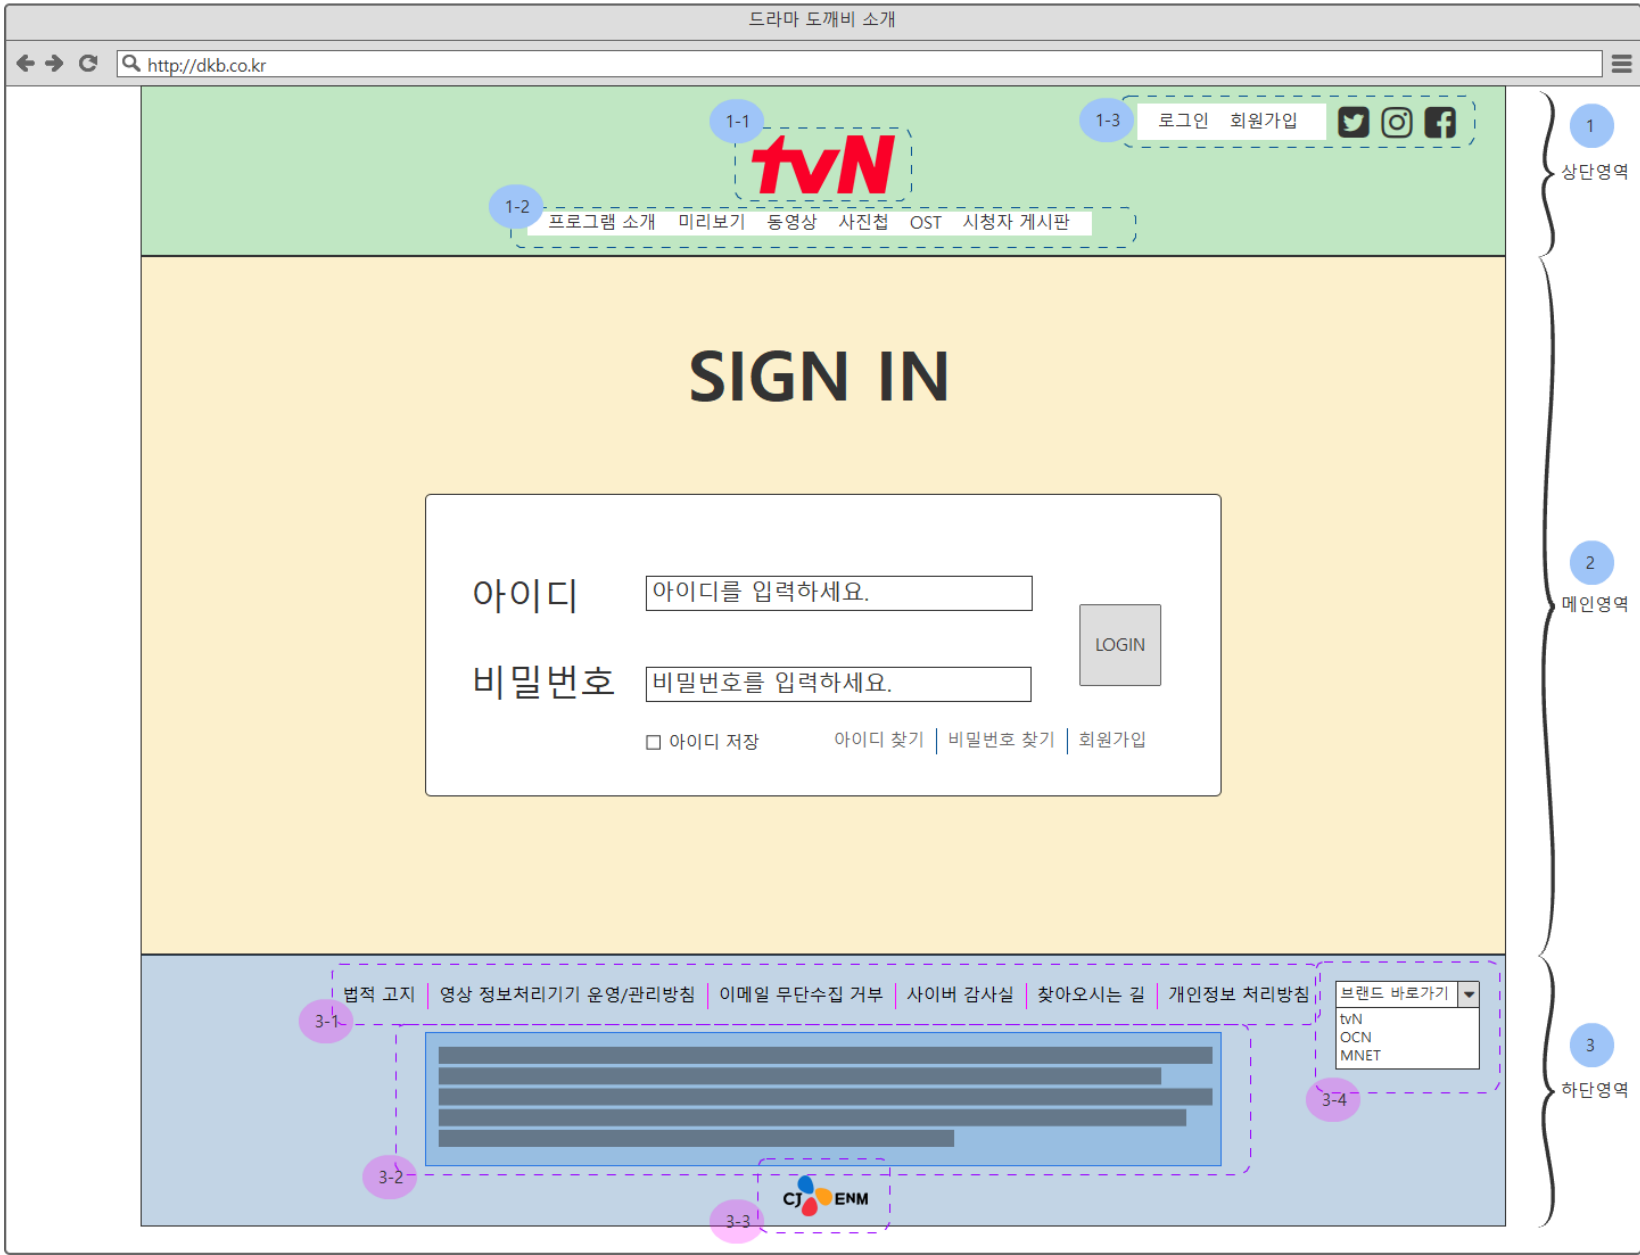 드라마 도깨비 소개
http://dkb.co.kr
1-1
1-3
로그인 회원가입
1
상단영역
tvN
1-2
프로그램 소개 미리보기 동영상 사진첩 OST 시청자 게시판
SIGN IN
2
메인영역
아이디
아이디를 입력하세요.
LOGIN
비밀번호
비밀번호를 입력하세요.
아이디 저장
아이디 찾기 비밀번호 찾기 회원가입
법적 고지 영상 정보처리기기 운영/관리방침 이메일 무단수집 거부 사이버 감사실 찾아오시는 길 개인정보 처리방침
브랜드 바로가기
tvN
OCN
MNET
3-1
3
하단영역
3-4
3-2
CJ ENM
3-3